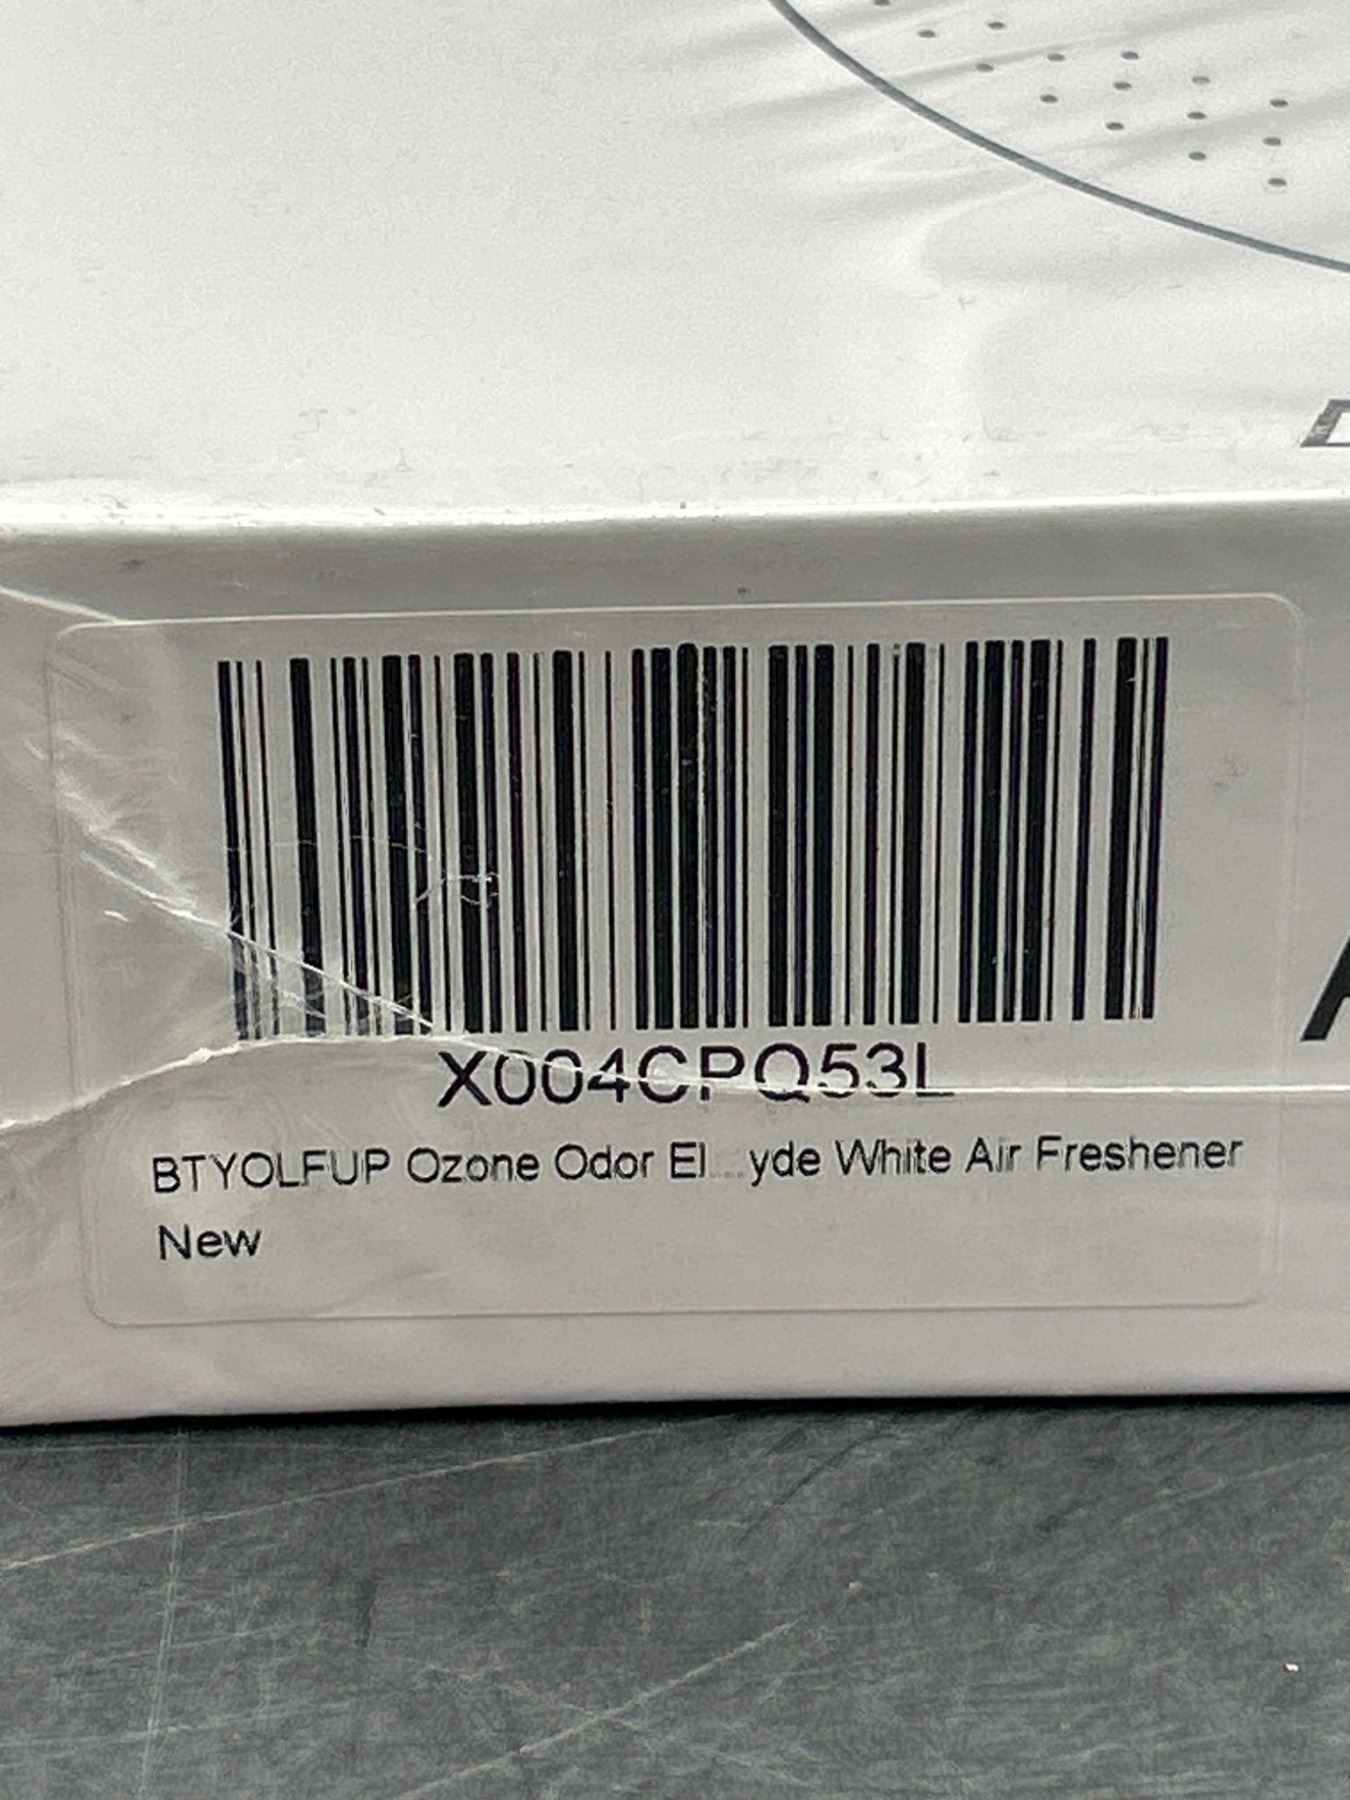 X004CPQ53L
BTYOLFUP Ozone Odor El...yde White Air Freshener
New